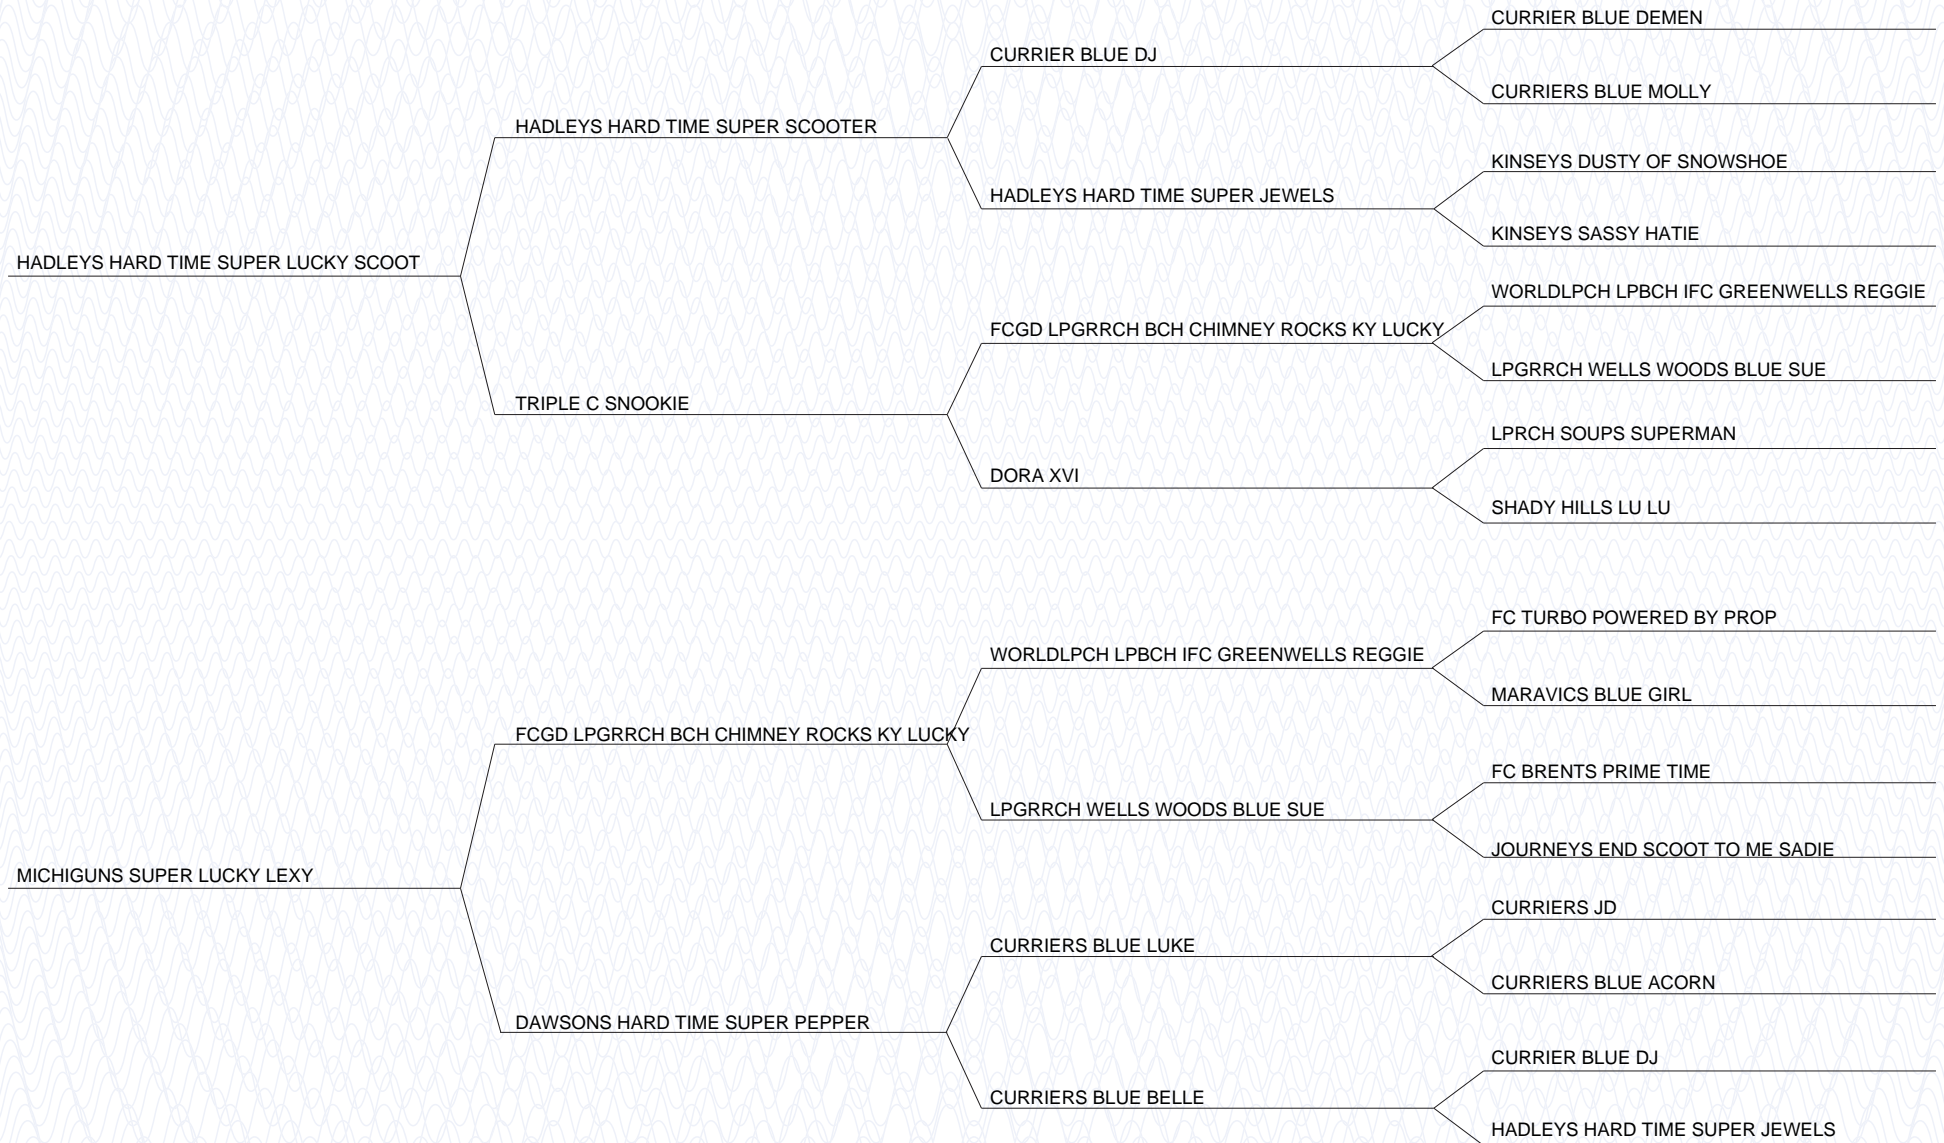 CURRIER BLUE DEMEN
CURRIER BLUE DJ
CURRIERS BLUE MOLLY
HADLEYS HARD TIME SUPER SCOOTER
KINSEYS DUSTY OF SNOWSHOE
HADLEYS HARD TIME SUPER JEWELS
KINSEYS SASSY HATIE
HADLEYS HARD TIME SUPER LUCKY SCOOT
WORLDLPCH LPBCH IFC GREENWELLS REGGIE
FCGD LPGRRCH BCH CHIMNEY ROCKS KY LUCKY
LPGRRCH WELLS WOODS BLUE SUE
TRIPLE C SNOOKIE
LPRCH SOUPS SUPERMAN
DORA XVI
SHADY HILLS LU LU
FC TURBO POWERED BY PROP
WORLDLPCH LPBCH IFC GREENWELLS REGGIE
MARAVICS BLUE GIRL
FCGD LPGRRCH BCH CHIMNEY ROCKS KY LUCKY
FC BRENTS PRIME TIME
LPGRRCH WELLS WOODS BLUE SUE
JOURNEYS END SCOOT TO ME SADIE
MICHIGUNS SUPER LUCKY LEXY
CURRIERS JD
CURRIERS BLUE LUKE
CURRIERS BLUE ACORN
DAWSONS HARD TIME SUPER PEPPER
CURRIER BLUE DJ
CURRIERS BLUE BELLE
HADLEYS HARD TIME SUPER JEWELS